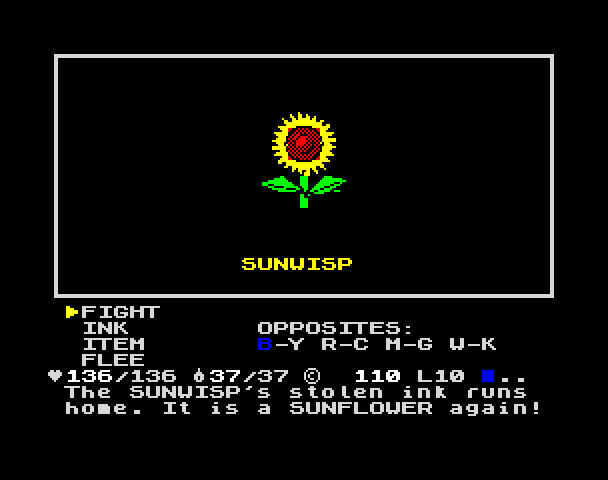 SUNWISP
►FIGHT
INK OPPOSITES:
ITEM B-Y R-C M-G W-K
FLEE
♥136/136 37/37 © 110 L10 ■..
The SUNWISP's stolen ink runs
home. It is a SUNFLOWER again!